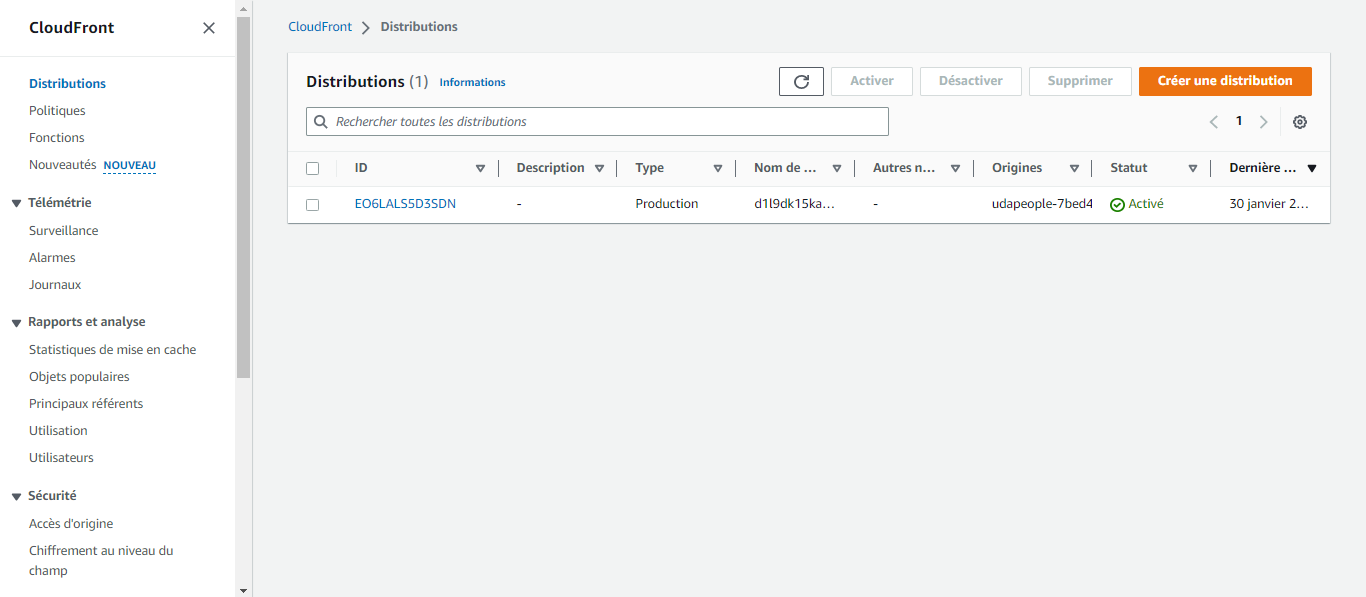 CloudFront
Distributions
Politiques
Fonctions
Nouveautés NOUVEAU
Télémétrie
Surveillance
Alarmes
Journaux
Rapports et analyse
Statistiques de mise en cache
Objets populaires
Principaux référents
Utilisation
Utilisateurs
Sécurité
Accès d'origine
Chiffrement au niveau du
champ
CloudFront Distributions
Distributions (1) Informations
Activer Désactiver Supprimer Créer une distribution
Rechercher toutes les distributions
1
ID Description Type Nom de ... Autres n... Origines Statut Dernière ...
EO6LALS5D3SDN - Production d1l9dk15ka... - udapeople-7bed4 Activé 30 janvier 2...